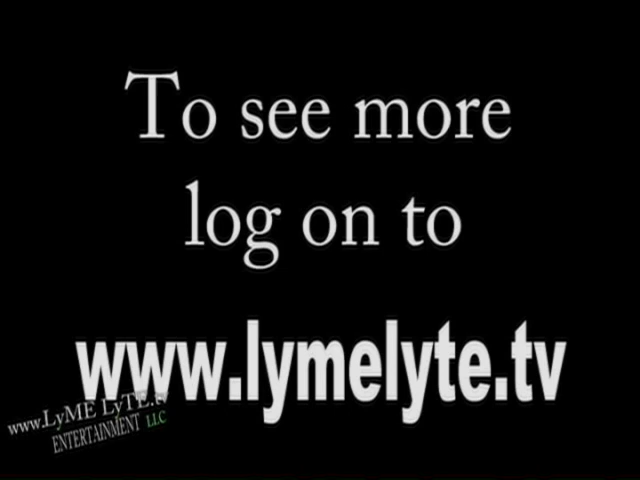 To see more
log on to
www.lymelyte.tv
www.LyME LyTE.tv
ENTERTAINMENT LLC